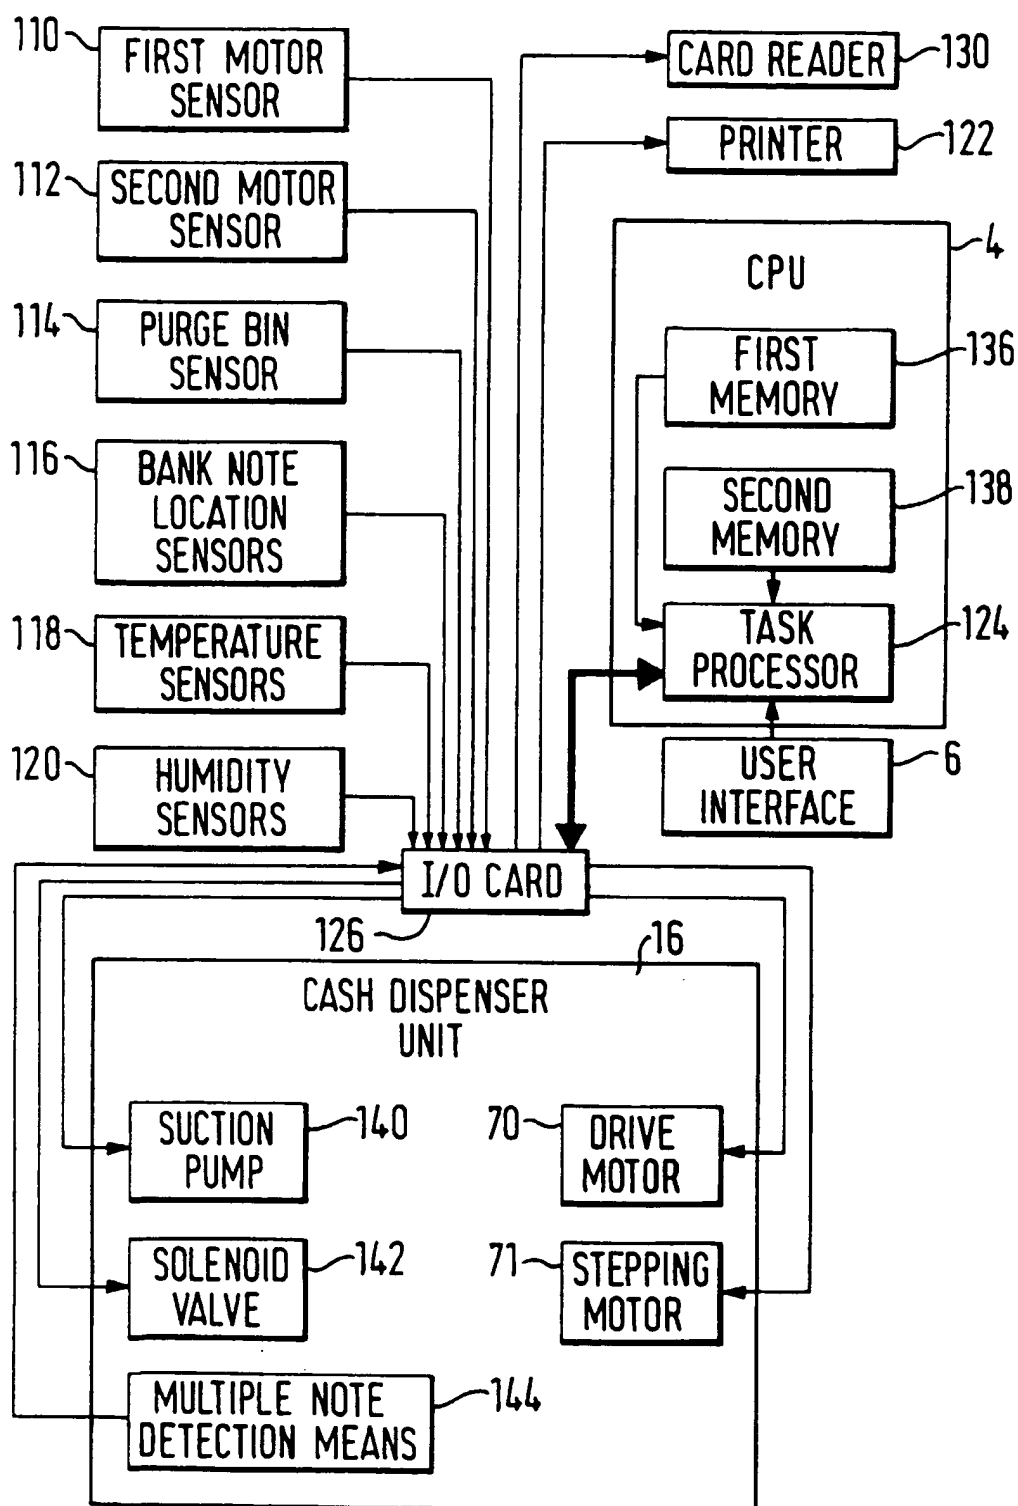 110
FIRST MOTOR
SENSOR
CARD READER
130
PRINTER
122
112
SECOND MOTOR
SENSOR
4
CPU
114
PURGE BIN
SENSOR
FIRST
MEMORY
136
116
BANK NOTE
LOCATION
SENSORS
SECOND
MEMORY
138
118
TEMPERATURE
SENSORS
TASK
PROCESSOR
124
120
HUMIDITY
SENSORS
USER
INTERFACE
6
I/O CARD
126
16
CASH DISPENSER
UNIT
SUCTION
PUMP
140
70
DRIVE
MOTOR
SOLENOID
VALVE
142
71
STEPPING
MOTOR
MULTIPLE NOTE
DETECTION MEANS
144